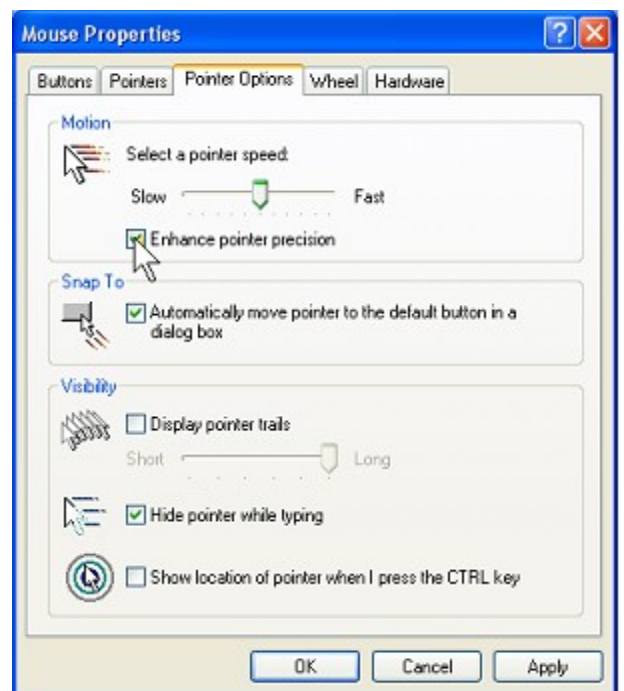 Mouse Properties
Buttons Pointers Pointer Options Wheel Hardware
Motion
Select a pointer speed:
Slow Fast
Enhance pointer precision
Snap To
Automatically move pointer to the default button in a
dialog box
Visibility
Display pointer trails
Short Long
Hide pointer while typing
Show location of pointer when I press the CTRL key
OK Cancel Apply